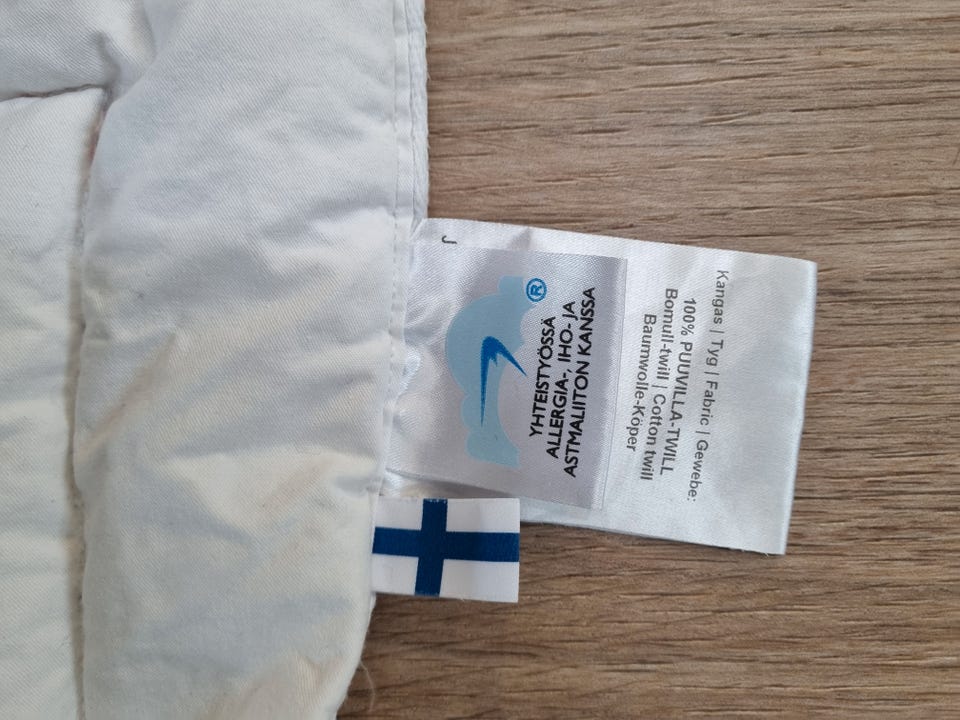 ®
YHTEISTYÖSSÄ
ALLERGIA-, IHO- JA
ASTMALIITON KANSSA
Kangas | Tyg | Fabric | Gewebe:
100% PUUVILLA-TWILL
Bomull-twill | Cotton twill
Baumwolle-Köper